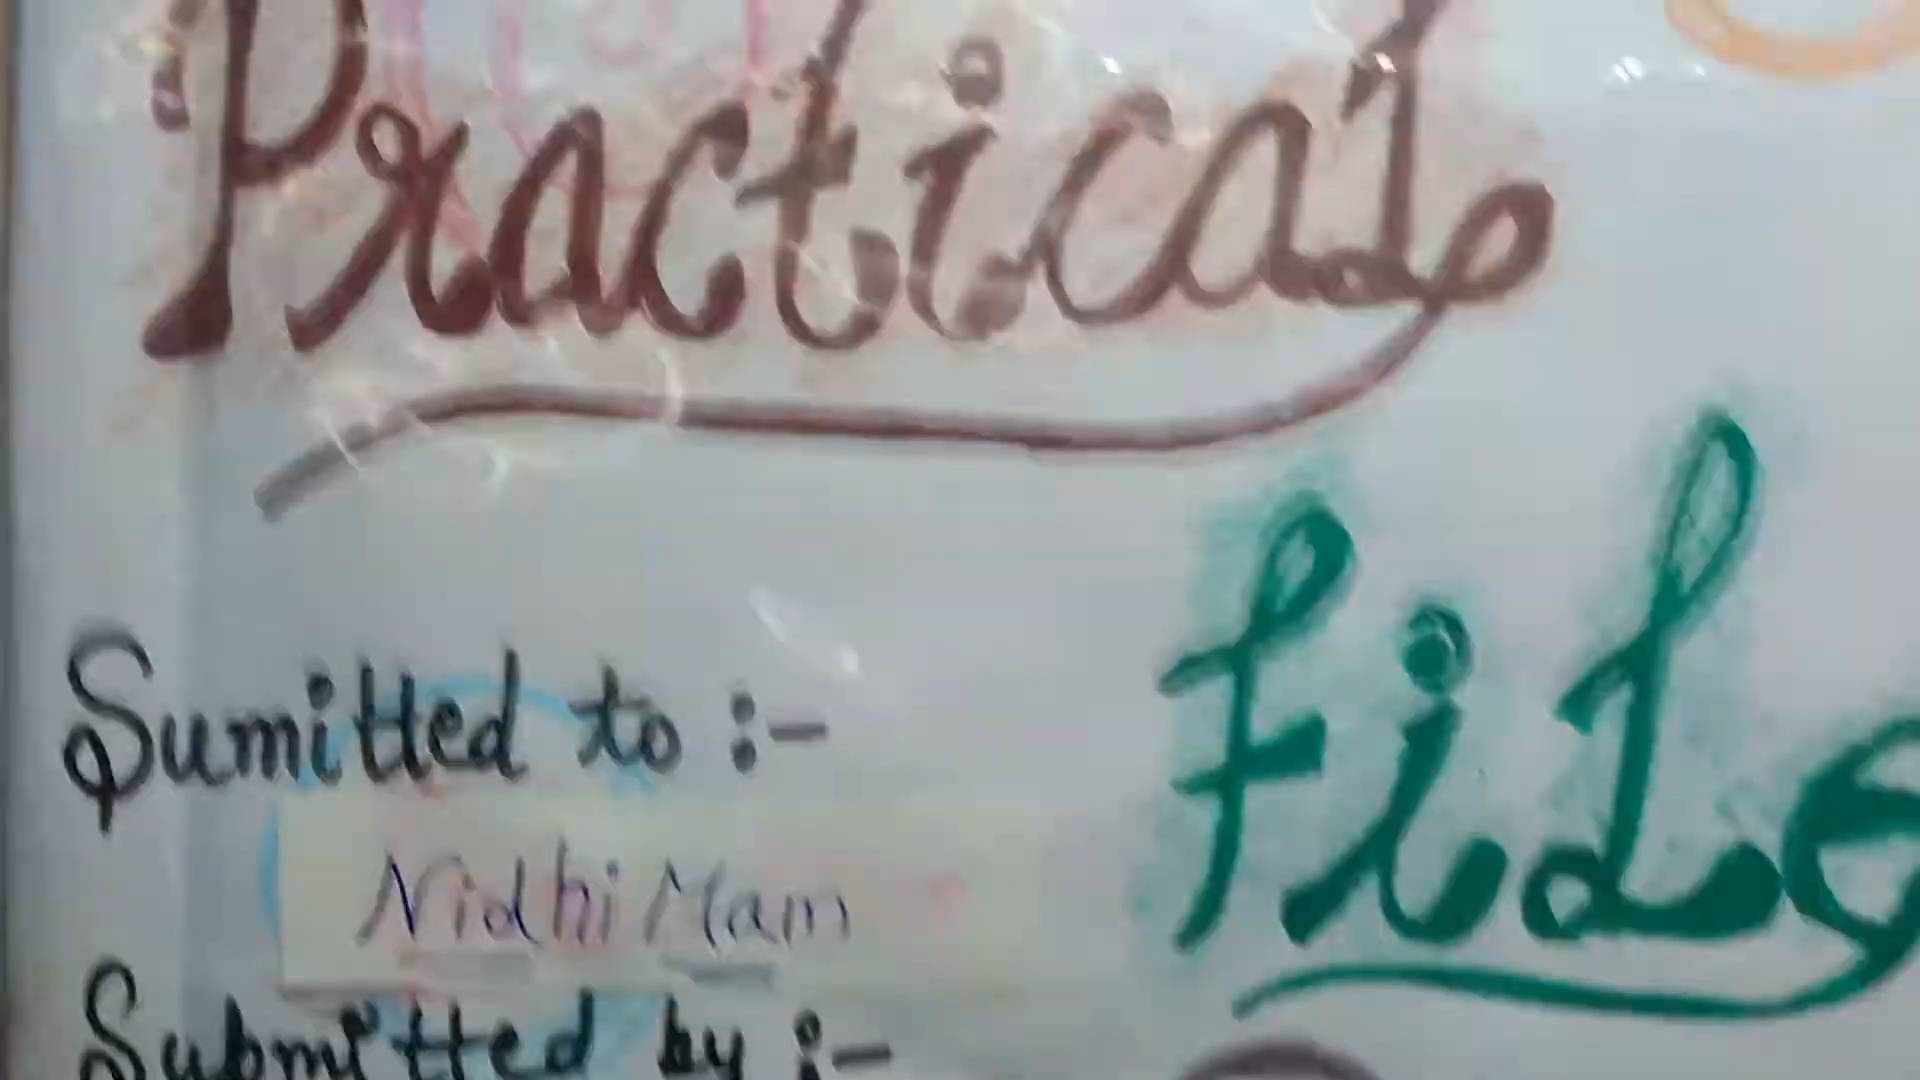 Practical
File
Sumitted to :-
Nidhi Mam
Submitted by :-